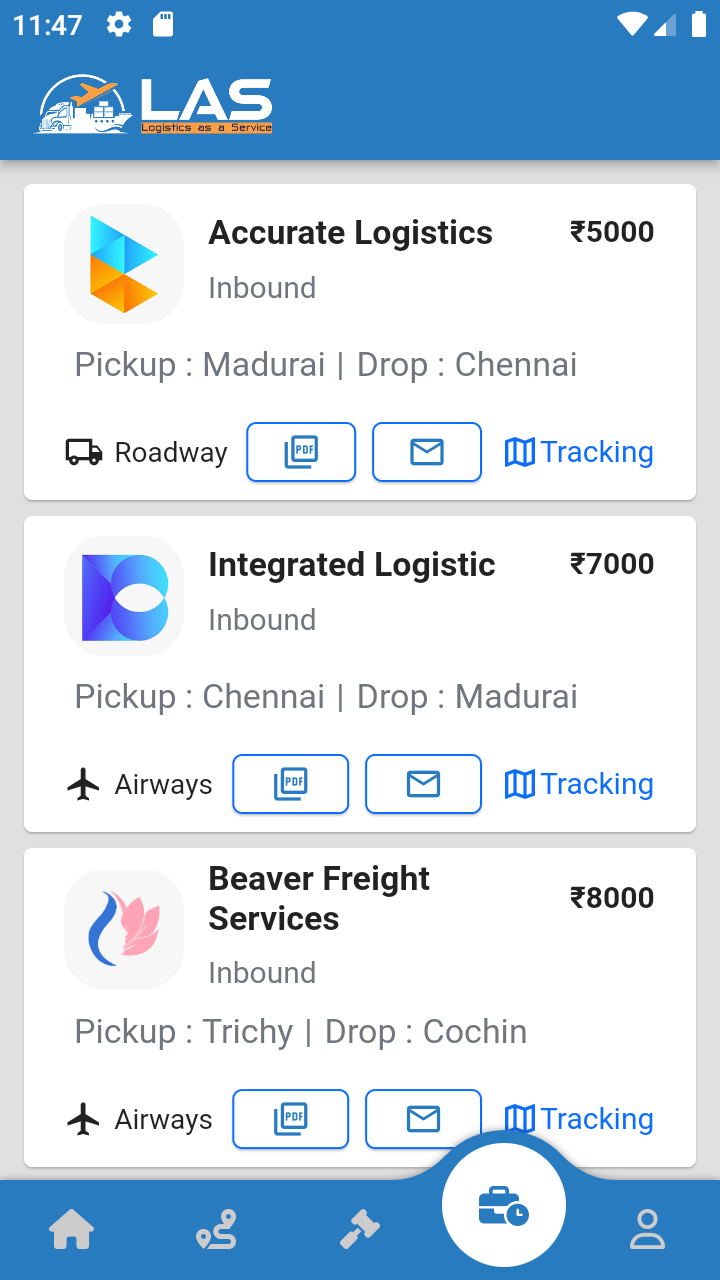 11:47
LAS
Logistics as a Service
Accurate Logistics
₹5000
Inbound
Pickup : Madurai | Drop : Chennai
Roadway
PDF
Tracking
Integrated Logistic
₹7000
Inbound
Pickup : Chennai | Drop : Madurai
Airways
PDF
Tracking
Beaver Freight
Services
₹8000
Inbound
Pickup : Trichy | Drop : Cochin
Airways
PDF
Tracking